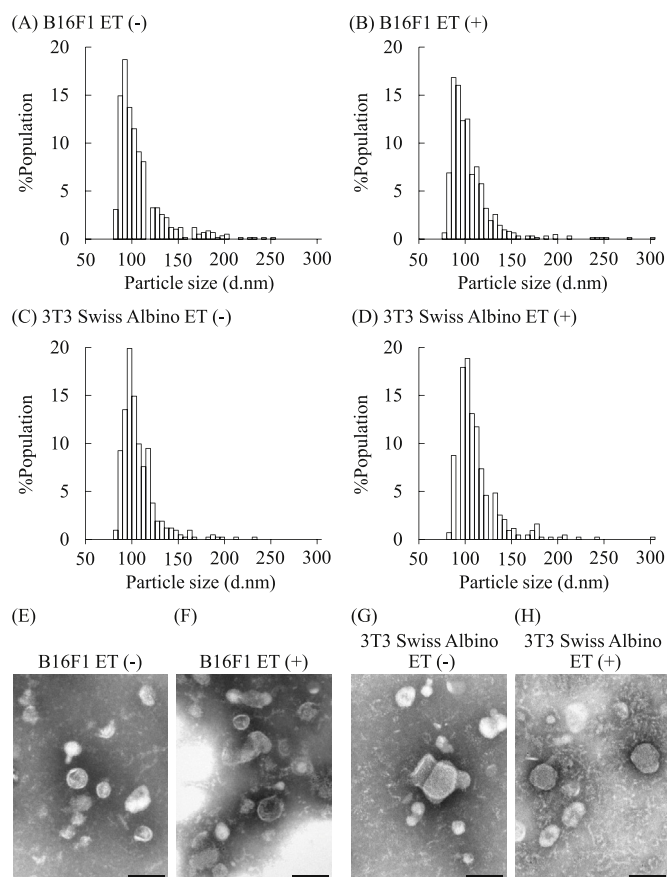 (A) B16F1 ET (-)
20
15
10
5
0
%Population
50 100 150 200 250 300
Particle size (d.nm)
(B) B16F1 ET (+)
20
15
10
5
0
%Population
50 100 150 200 250 300
Particle size (d.nm)
(C) 3T3 Swiss Albino ET (-)
20
15
10
5
0
%Population
50 100 150 200 250 300
Particle size (d.nm)
(D) 3T3 Swiss Albino ET (+)
20
15
10
5
0
%Population
50 100 150 200 250 300
Particle size (d.nm)
(E)
B16F1 ET (-)
(F)
B16F1 ET (+)
(G)
3T3 Swiss Albino
ET (-)
(H)
3T3 Swiss Albino
ET (+)